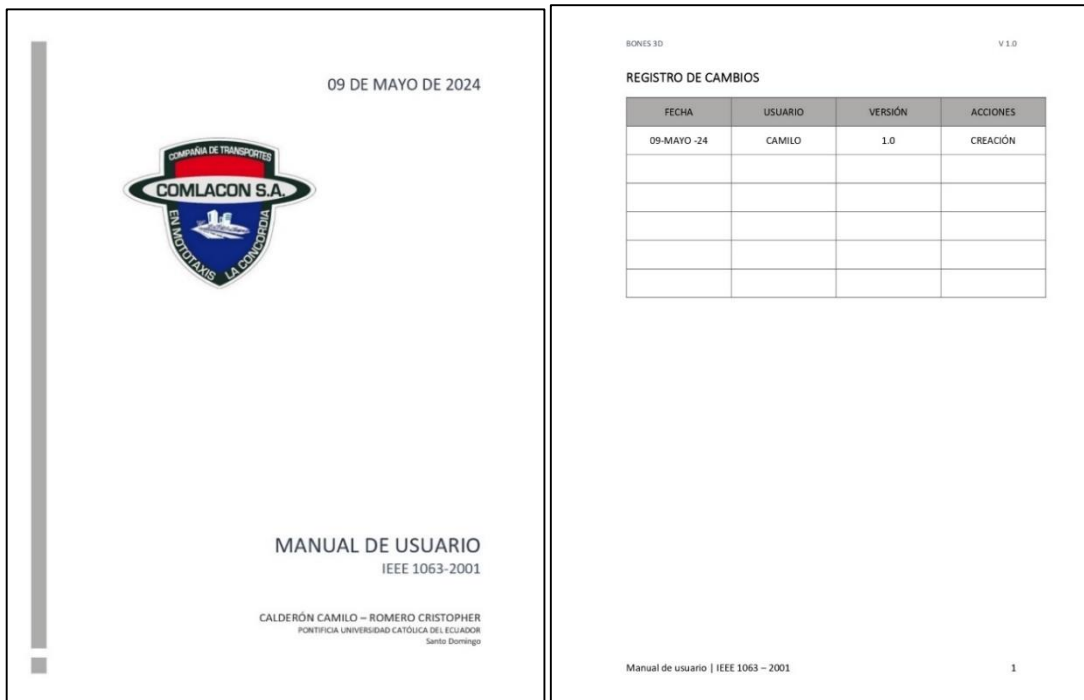 09 DE MAYO DE 2024
COMPAÑIA DE TRANSPORTES
COMLACON S.A.
EN MOTOTAXIS LA CONCORDIA
MANUAL DE USUARIO
IEEE 1063-2001
CALDERÓN CAMILO – ROMERO CRISTOPHER
PONTIFICIA UNIVERSIDAD CATÓLICA DEL ECUADOR
Santo Domingo
BONES 3D V 1.0
REGISTRO DE CAMBIOS
FECHA USUARIO VERSIÓN ACCIONES
09-MAYO -24 CAMILO 1.0 CREACIÓN
Manual de usuario | IEEE 1063 – 2001 1